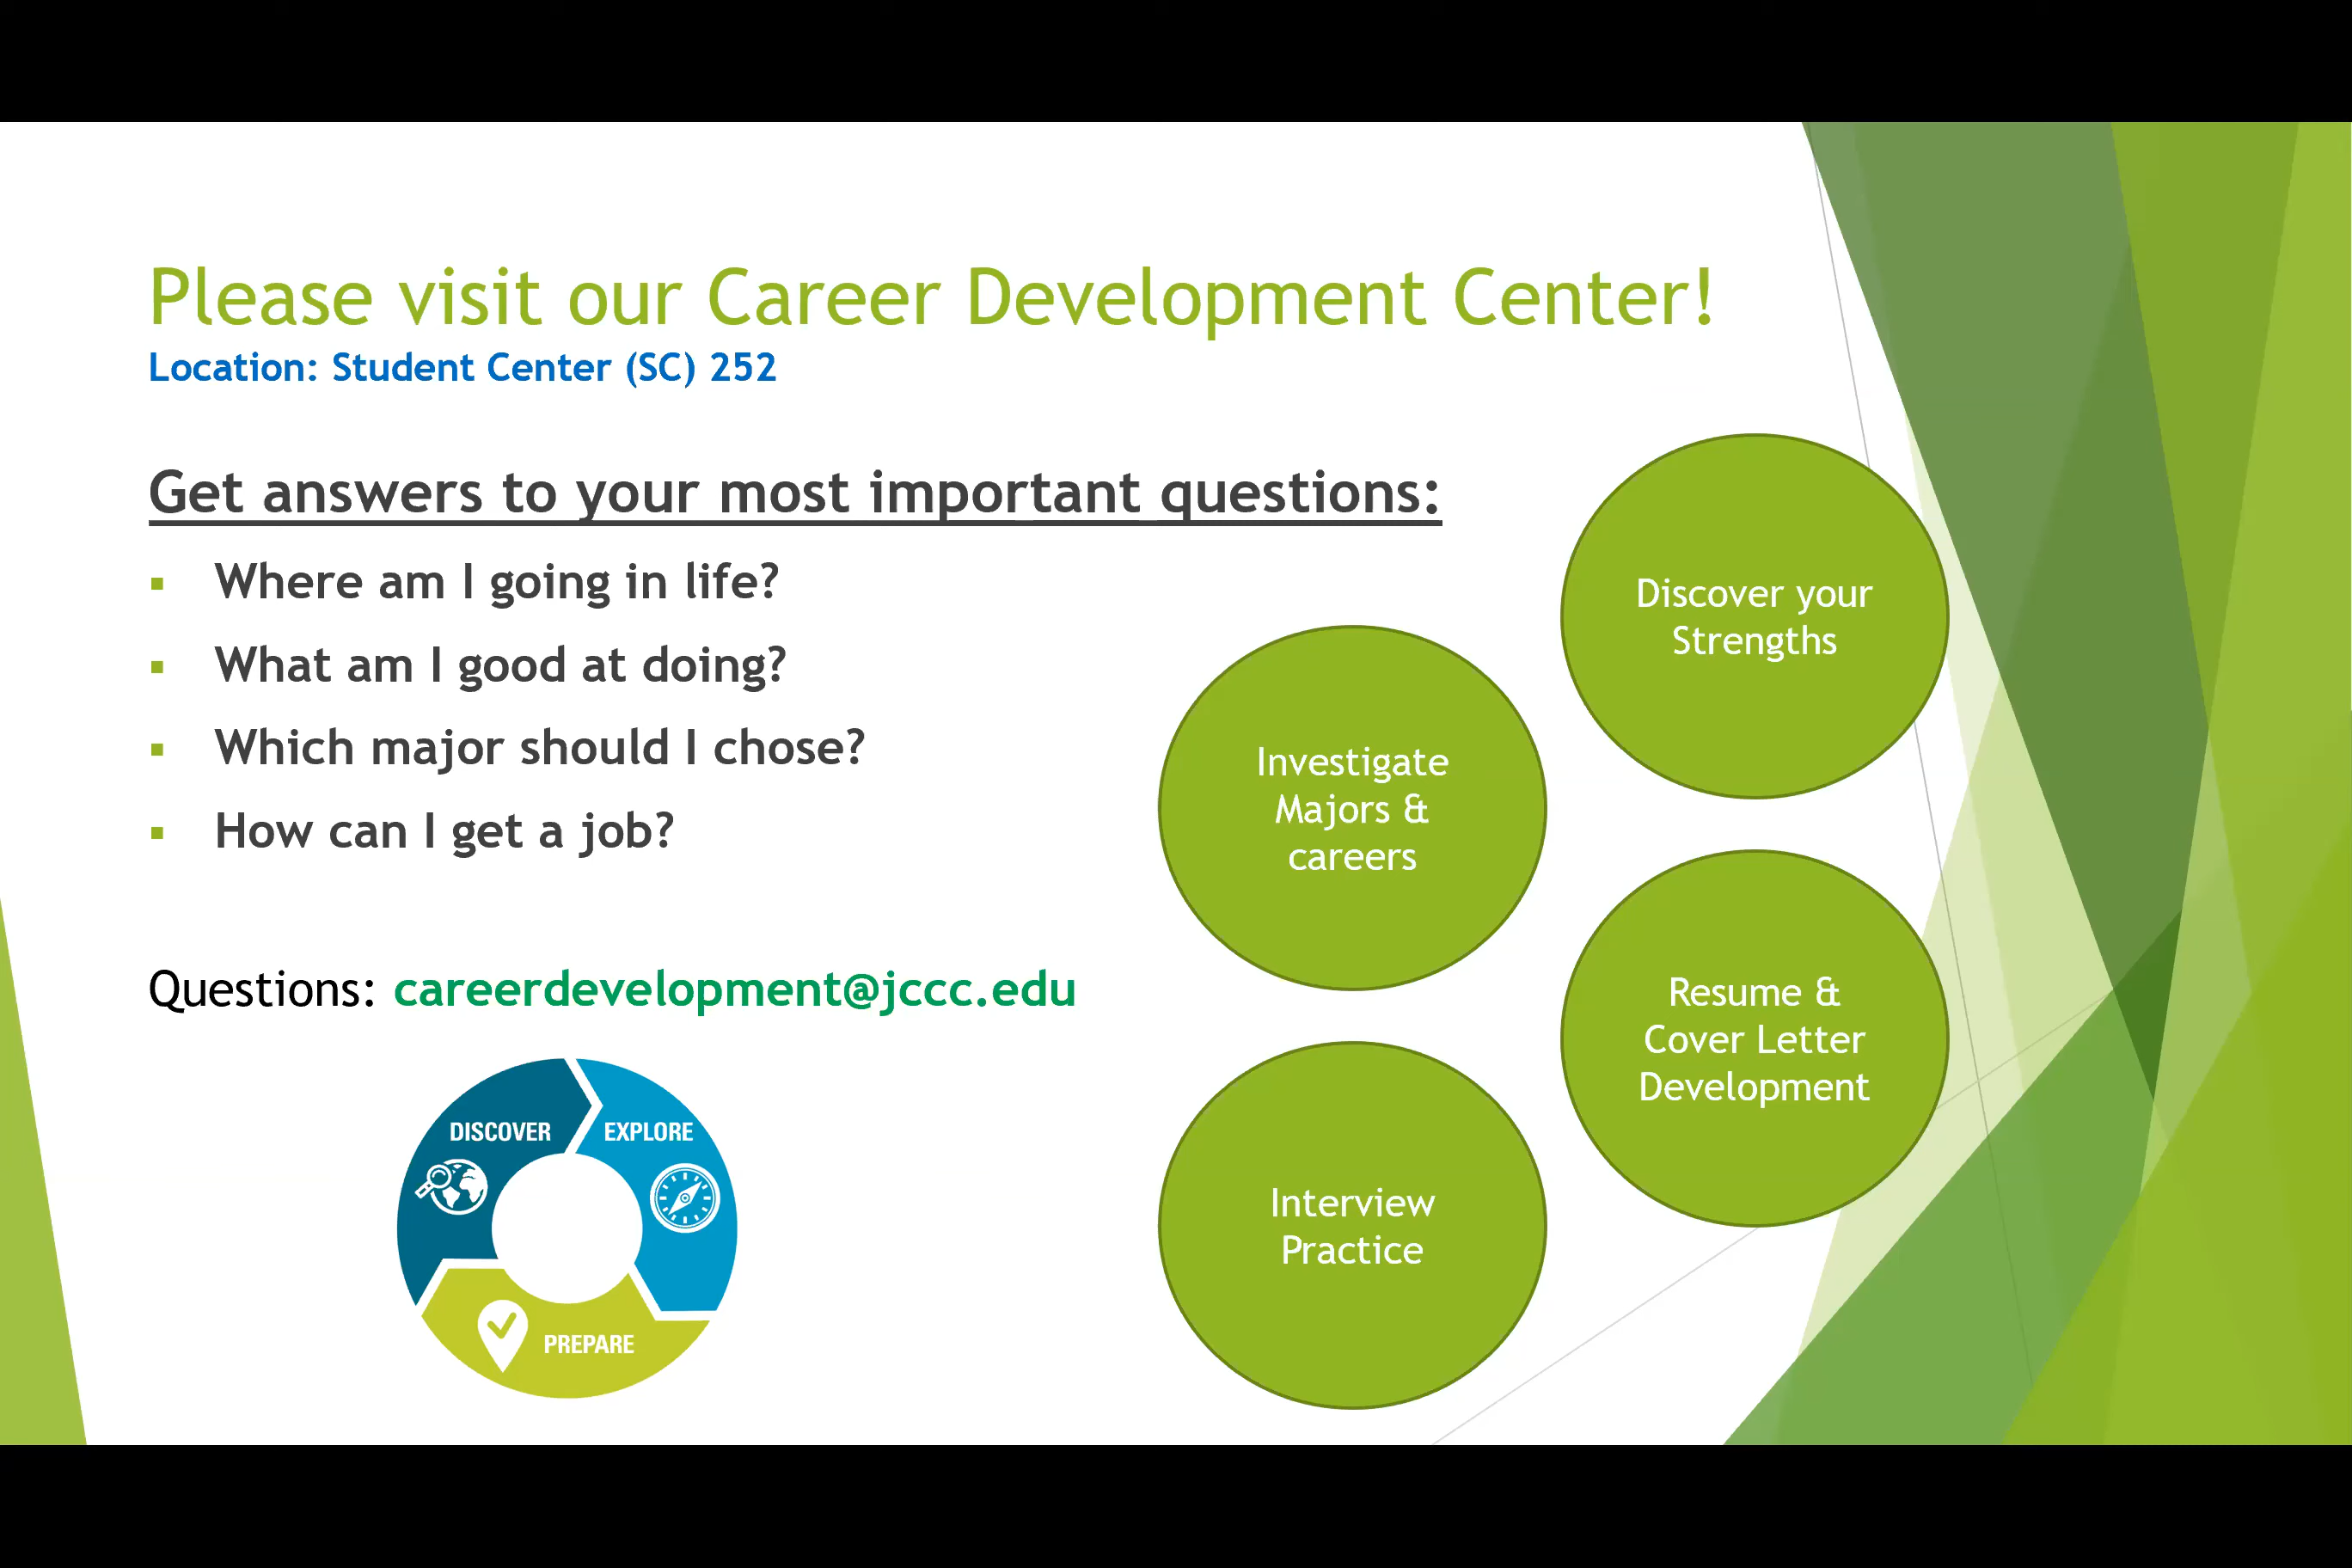 Please visit our Career Development Center!
Location: Student Center (SC) 252
Get answers to your most important questions:
Where am I going in life?
What am I good at doing?
Which major should I chose?
How can I get a job?
Questions: careerdevelopment@jccc.edu
DISCOVER
EXPLORE
PREPARE
Discover your
Strengths
Investigate
Majors &
careers
Resume &
Cover Letter
Development
Interview
Practice